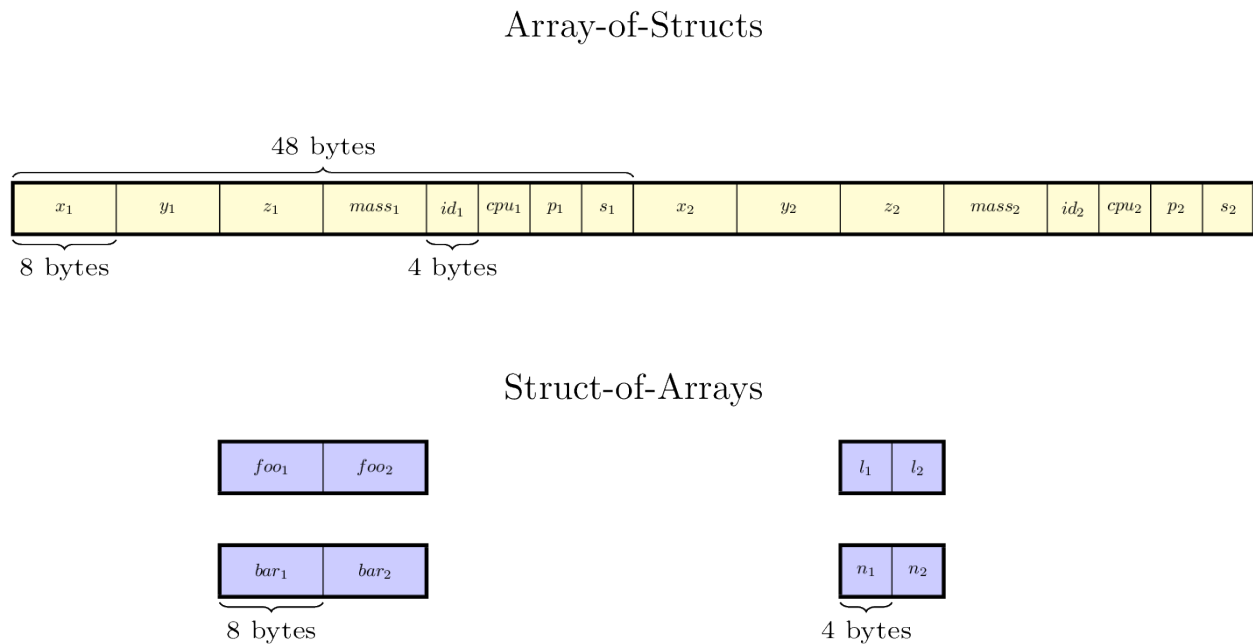 Array-of-Structs
48 bytes
x₁ y₁ z₁ mass₁ id₁ cpu₁ p₁ s₁ x₂ y₂ z₂ mass₂ id₂ cpu₂ p₂ s₂
8 bytes 4 bytes
Struct-of-Arrays
foo₁ foo₂ l₁ l₂
bar₁ bar₂ n₁ n₂
8 bytes 4 bytes